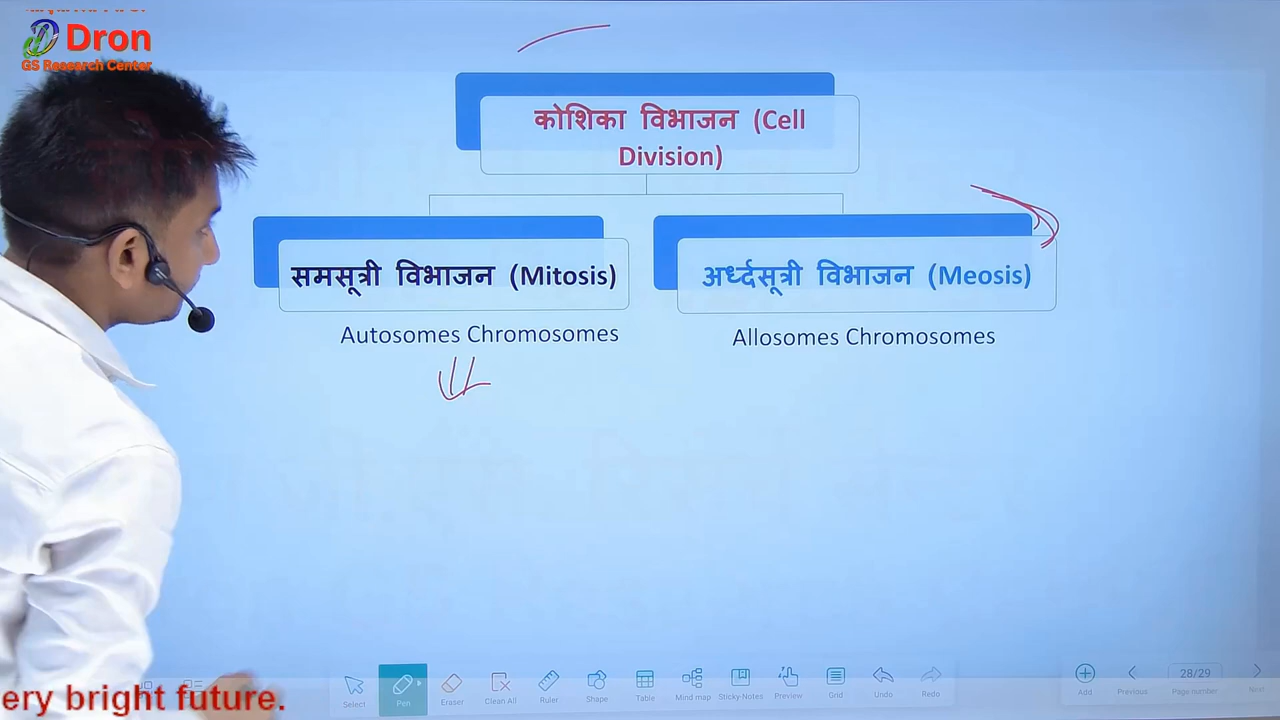 Dron
GS Research Center
कोशिका विभाजन (Cell
Division)
समसूत्री विभाजन (Mitosis)
अर्ध्दसूत्री विभाजन (Meosis)
Autosomes Chromosomes
Allosomes Chromosomes
Select
Pen
Eraser
Clean All
Ruler
Shape
Table
Mind map
Sticky-Notes
Preview
Grid
Undo
Redo
Add
Previous
28/29
Page number
Next
ery bright future.